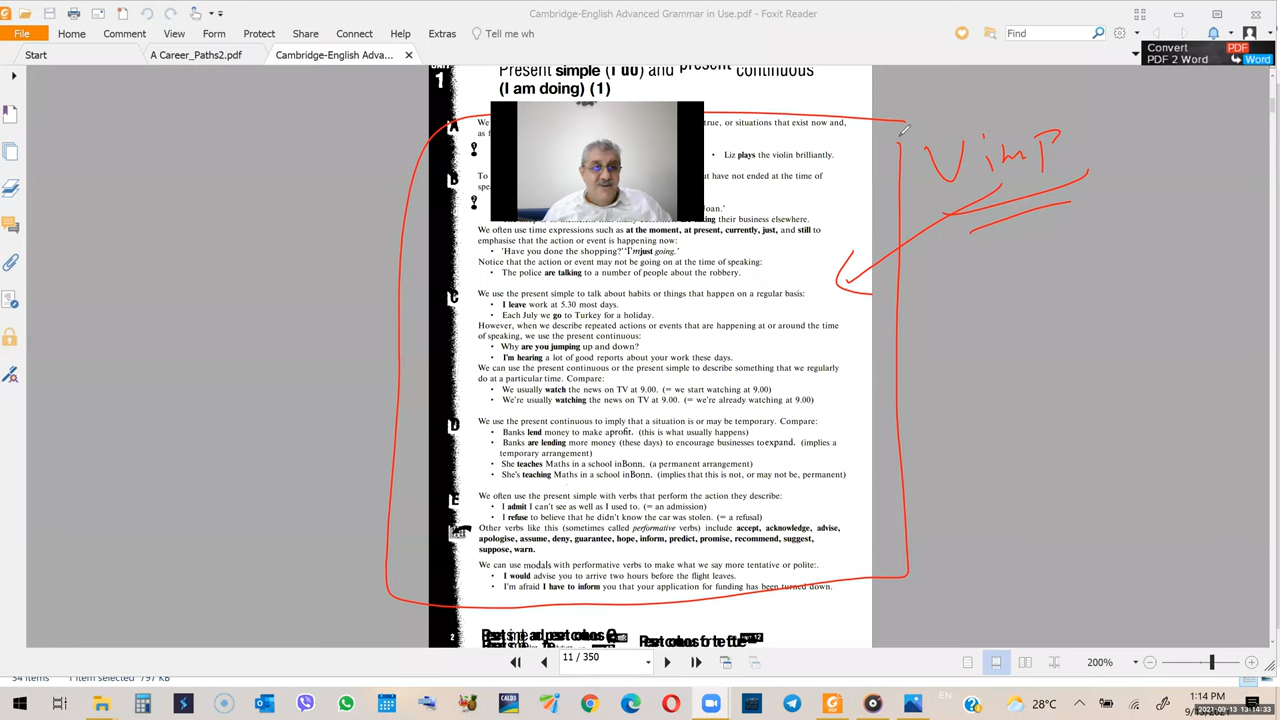 Cambridge-English Advanced Grammar in Use.pdf - Foxit Reader
File Home Comment View Form Protect Share Connect Help Extras Tell me wh Find
Start A Career_Paths2.pdf Cambridge-English Adva...
Convert PDF
PDF 2 Word Word
1
Present simple (I do) and present continuous
(I am doing) (1)
A We true, or situations that exist now and,
as f
• Liz plays the violin brilliantly.
B To ut have not ended at the time of
spea
Joan.'
their business elsewhere.
We often use time expressions such as at the moment, at present, currently, just, and still to
emphasise that the action or event is happening now:
• 'Have you done the shopping?' 'I'm just going.'
Notice that the action or event may not be going on at the time of speaking:
• The police are talking to a number of people about the robbery.
C We use the present simple to talk about habits or things that happen on a regular basis:
• I leave work at 5.30 most days.
• Each July we go to Turkey for a holiday.
However, when we describe repeated actions or events that are happening at or around the time
of speaking, we use the present continuous:
• Why are you jumping up and down?
• I'm hearing a lot of good reports about your work these days.
We can use the present continuous or the present simple to describe something that we regularly
do at a particular time. Compare:
• We usually watch the news on TV at 9.00. (= we start watching at 9.00)
• We're usually watching the news on TV at 9.00. (= we're already watching at 9.00)
D We use the present continuous to imply that a situation is or may be temporary. Compare:
• Banks lend money to make a profit. (this is what usually happens)
• Banks are lending more money (these days) to encourage businesses to expand. (implies a
temporary arrangement)
• She teaches Maths in a school in Bonn. (a permanent arrangement)
• She's teaching Maths in a school in Bonn. (implies that this is not, or may not be, permanent)
E We often use the present simple with verbs that perform the action they describe:
• I admit I can't see as well as I used to. (= an admission)
• I refuse to believe that he didn't know the car was stolen. (= a refusal)
Other verbs like this (sometimes called performative verbs) include accept, acknowledge, advise,
apologise, assume, deny, guarantee, hope, inform, predict, promise, recommend, suggest,
suppose, warn.
We can use modals with performative verbs to make what we say more tentative or polite:.
• I would advise you to arrive two hours before the flight leaves.
• I'm afraid I have to inform you that your application for funding has been turned down.
V imP
2
11 / 350 200%
34 items 1 item selected 797 KB
CALD3 EN 28°C 1:14 PM
2021-09-13 13:14:33